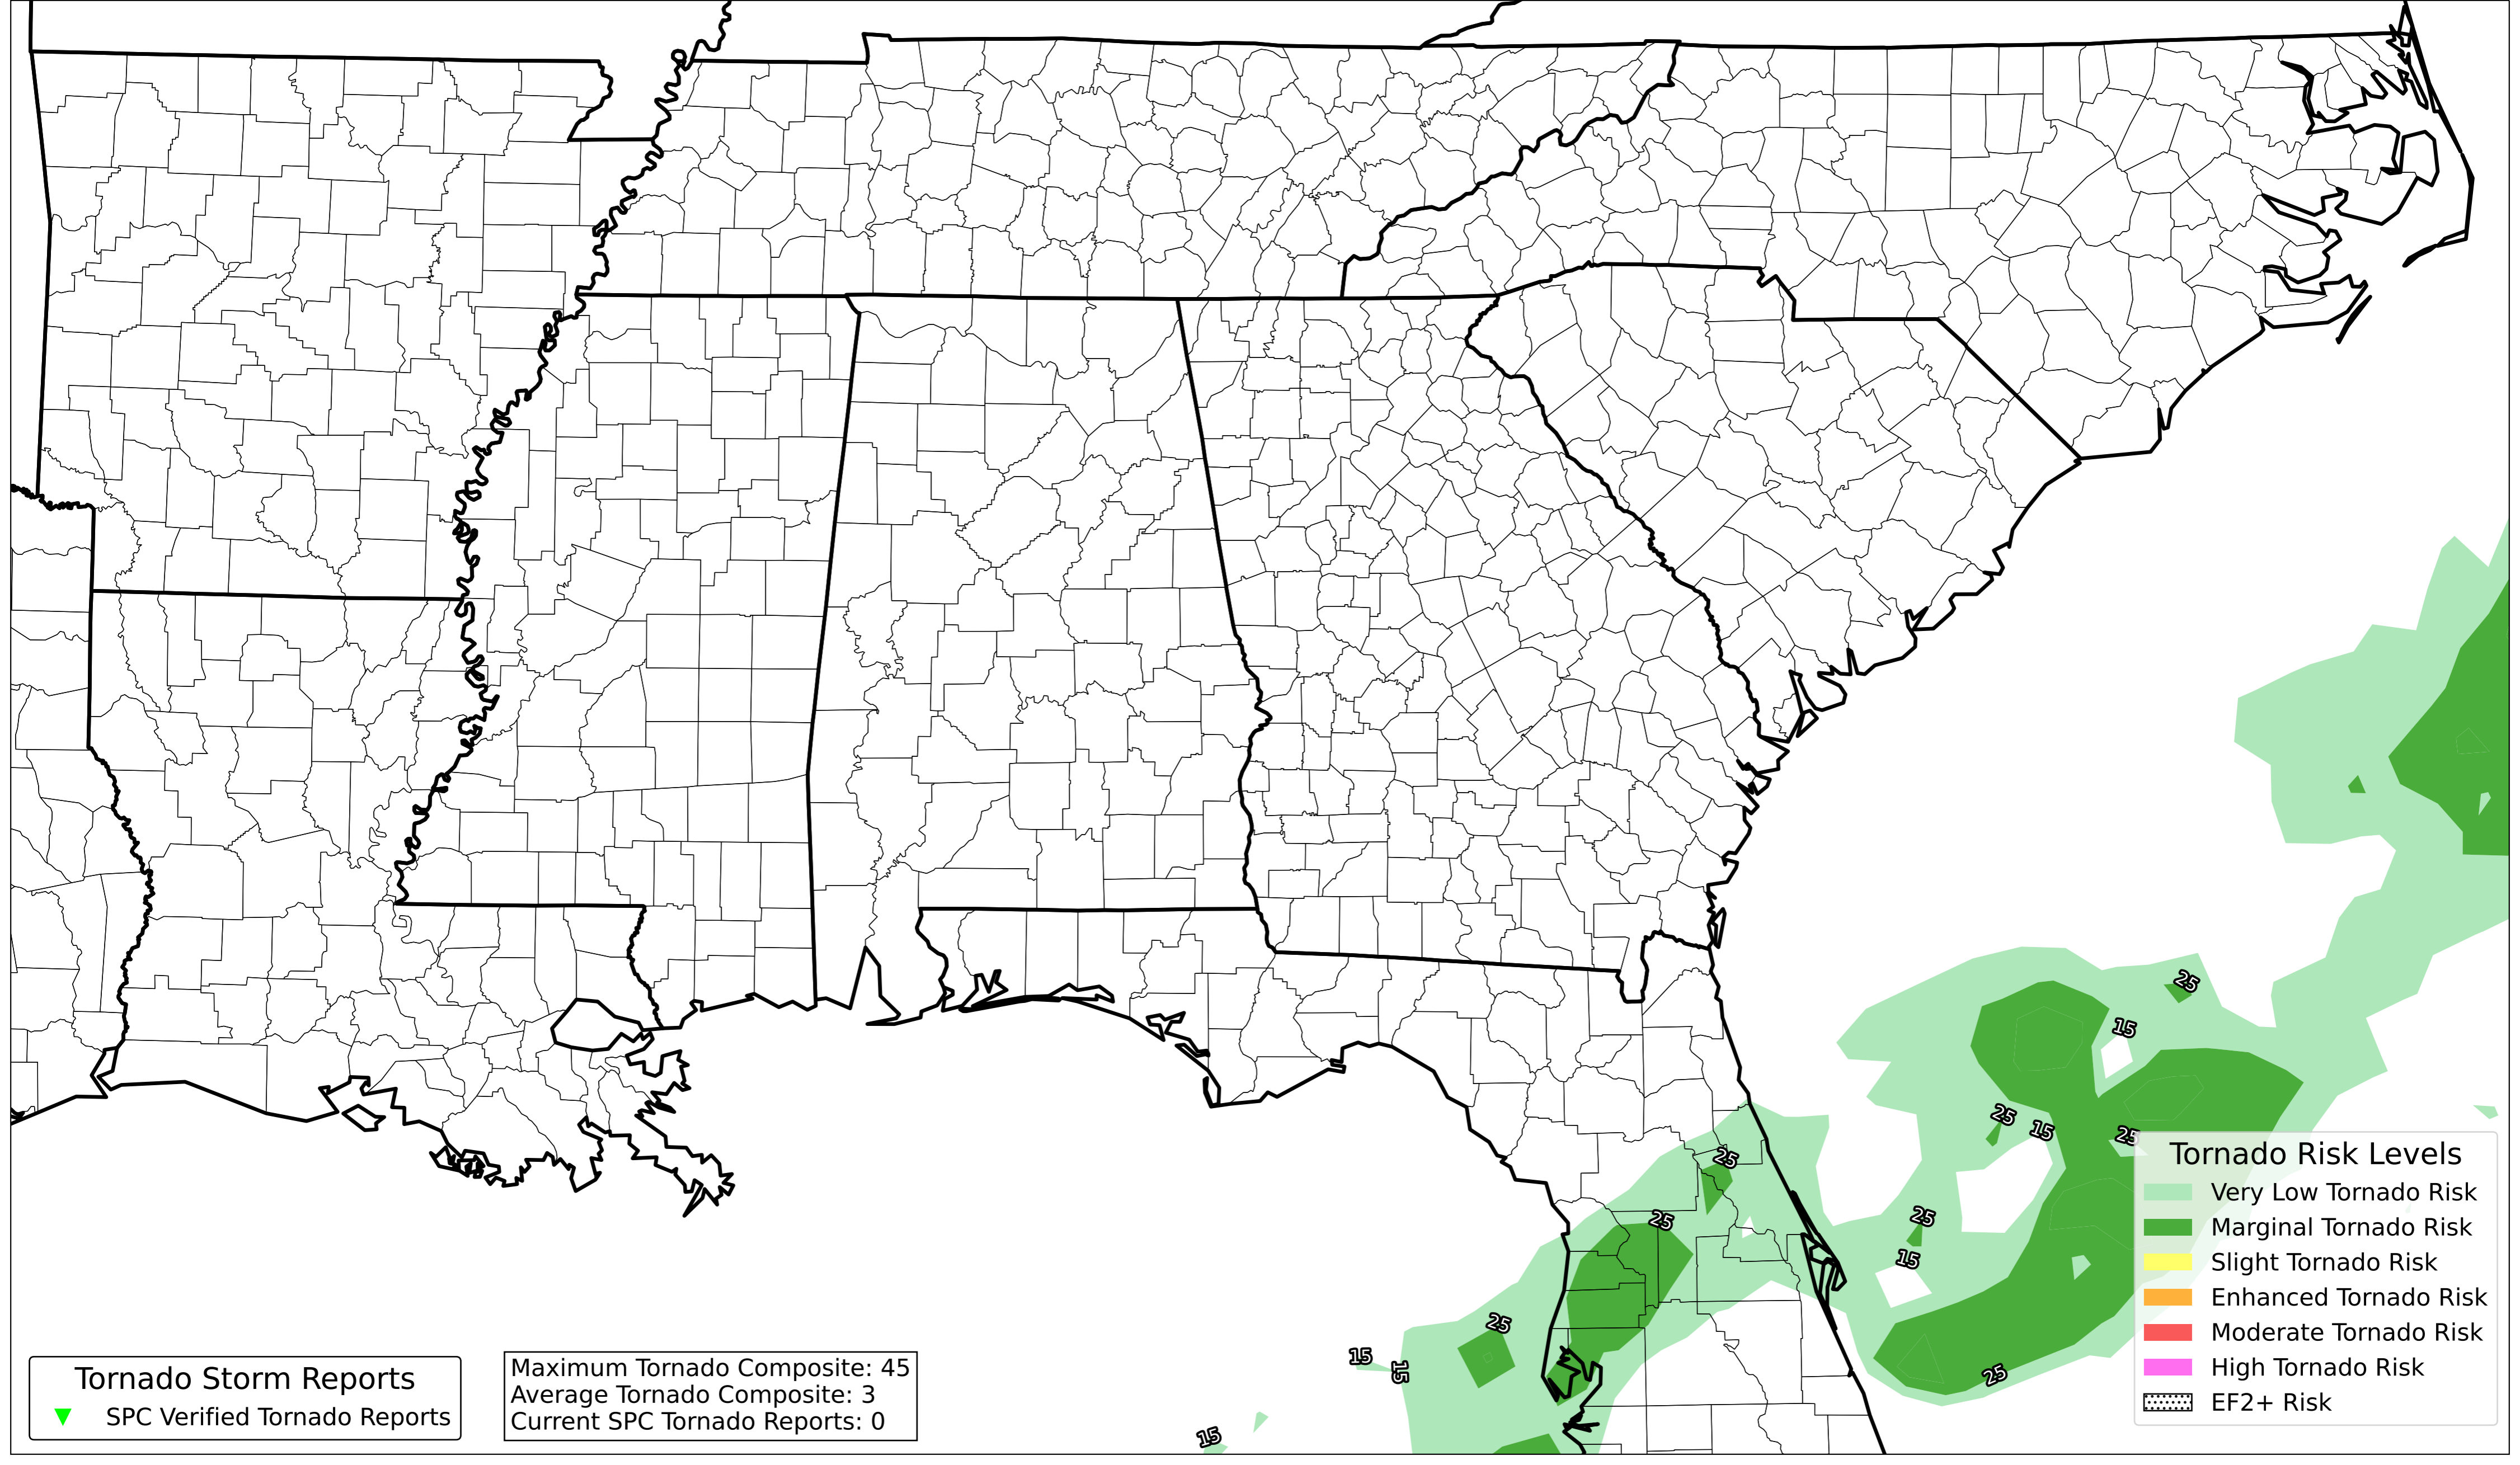 25
15
25
15
25
25
25
25
15
25
15
15
25
15
Tornado Risk Levels
Very Low Tornado Risk
Marginal Tornado Risk
Slight Tornado Risk
Enhanced Tornado Risk
Moderate Tornado Risk
High Tornado Risk
EF2+ Risk
Tornado Storm Reports
SPC Verified Tornado Reports
Maximum Tornado Composite: 45
Average Tornado Composite: 3
Current SPC Tornado Reports: 0